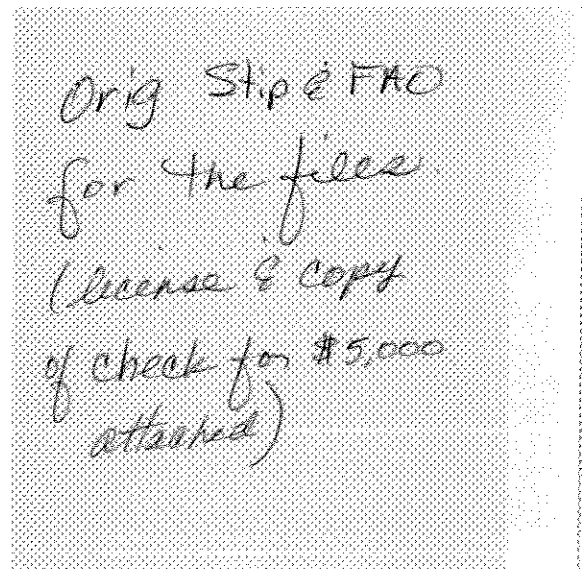 Orig Stip & FAO
for the files.
(license & copy
of check for $5,000
attached)